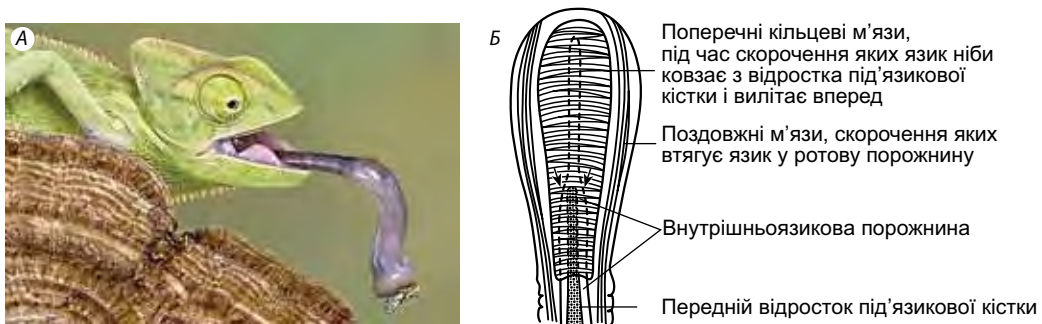 А
Б
Поперечні кільцеві м’язи,
під час скорочення яких язик ніби
ковзає з відростка під’язикової
кістки і вилітає вперед
Поздовжні м’язи, скорочення яких
втягує язик у ротову порожнину
Внутрішньоязикова порожнина
Передній відросток під’язикової кістки